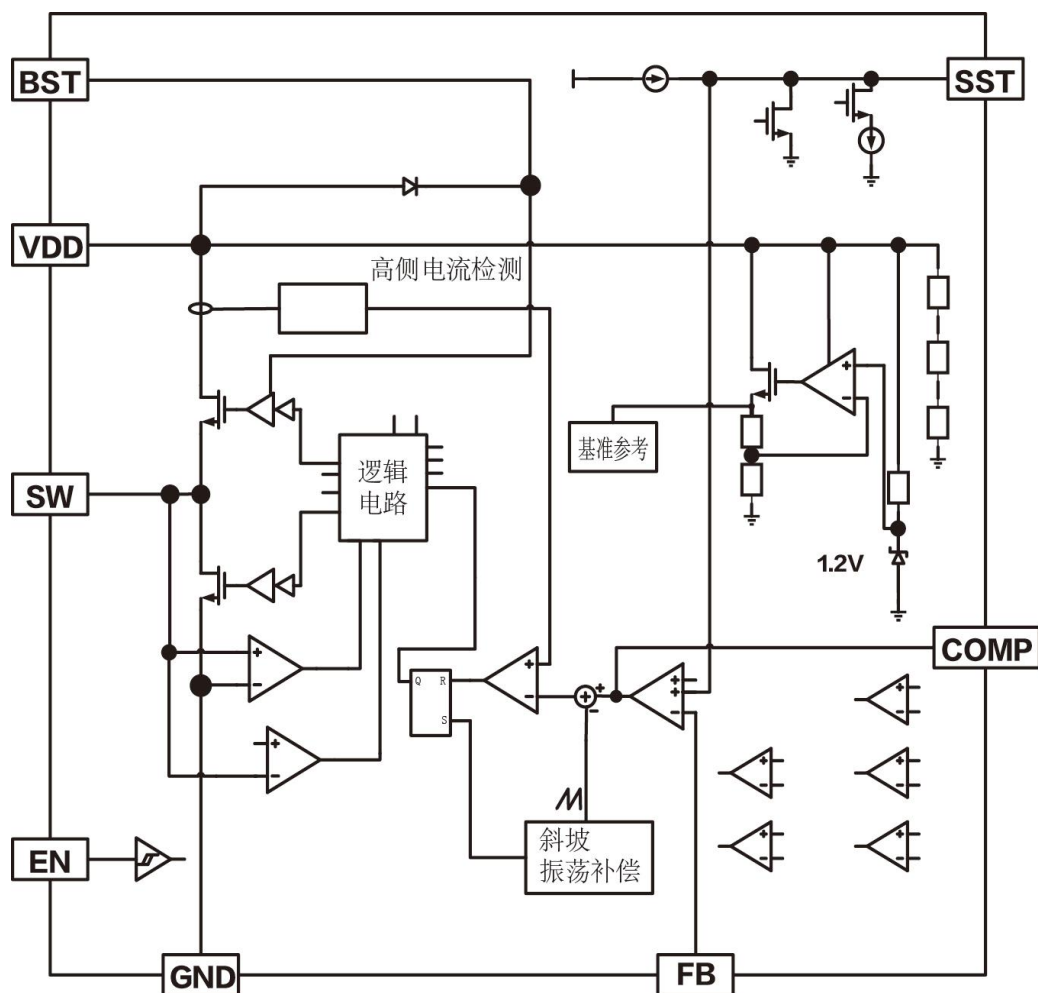 BST
SST
VDD
高侧电流检测
基准参考
逻辑
电路
SW
1.2V
COMP
Q
R
S
斜坡
振荡补偿
EN
GND
FB